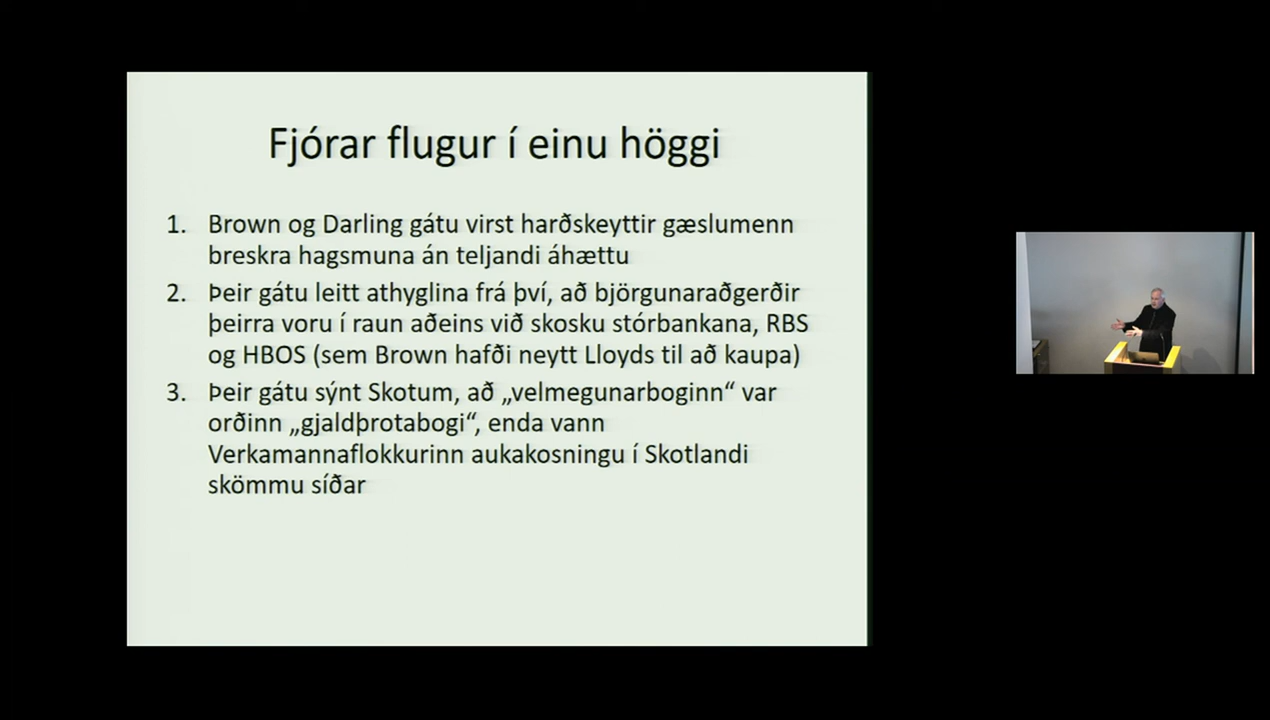 Fjórar flugur í einu höggi
1. Brown og Darling gátu virst harðskeyttir gæslumenn
breskra hagsmuna án teljandi áhættu
2. Þeir gátu leitt athyglina frá því, að björgunaraðgerðir
þeirra voru í raun aðeins við skosku stórbankana, RBS
og HBOS (sem Brown hafði neytt Lloyds til að kaupa)
3. Þeir gátu sýnt Skotum, að „velmegunarboginn“ var
orðinn „gjaldþrotabogi“, enda vann
Verkamannaflokkurinn aukakosningu í Skotlandi
skömmu síðar